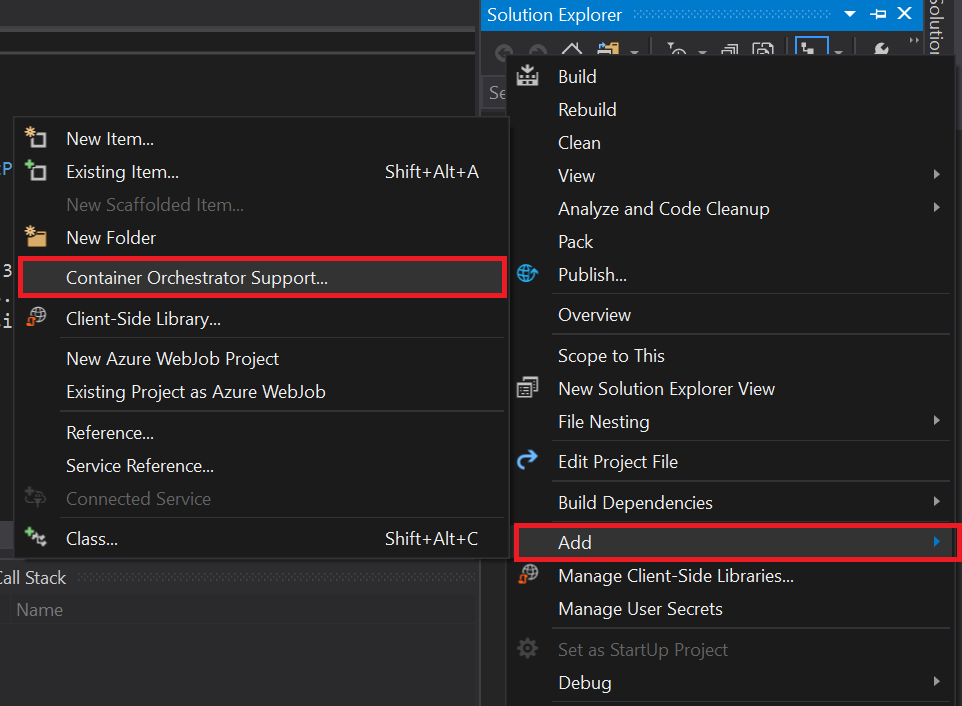 Solution Explorer
Solution
Se
Build
Rebuild
Clean
View
Analyze and Code Cleanup
Pack
Publish...
Overview
Scope to This
New Solution Explorer View
File Nesting
Edit Project File
Build Dependencies
Add
Manage Client-Side Libraries...
Manage User Secrets
Set as StartUp Project
Debug
New Item...
Existing Item... Shift+Alt+A
New Scaffolded Item...
New Folder
Container Orchestrator Support...
Client-Side Library...
New Azure WebJob Project
Existing Project as Azure WebJob
Reference...
Service Reference...
Connected Service
Class... Shift+Alt+C
Call Stack
Name